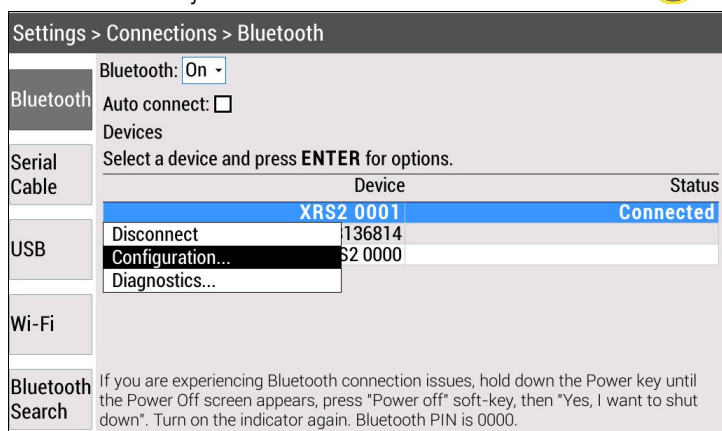 Settings > Connections > Bluetooth
Bluetooth: On
Bluetooth
Auto connect:
Devices
Select a device and press ENTER for options.
Serial
Cable
Device Status
XRS2 0001 Connected
Disconnect 136814
Configuration... S2 0000
Diagnostics...
USB
Wi-Fi
Bluetooth
Search
If you are experiencing Bluetooth connection issues, hold down the Power key until
the Power Off screen appears, press "Power off" soft-key, then "Yes, I want to shut
down". Turn on the indicator again. Bluetooth PIN is 0000.